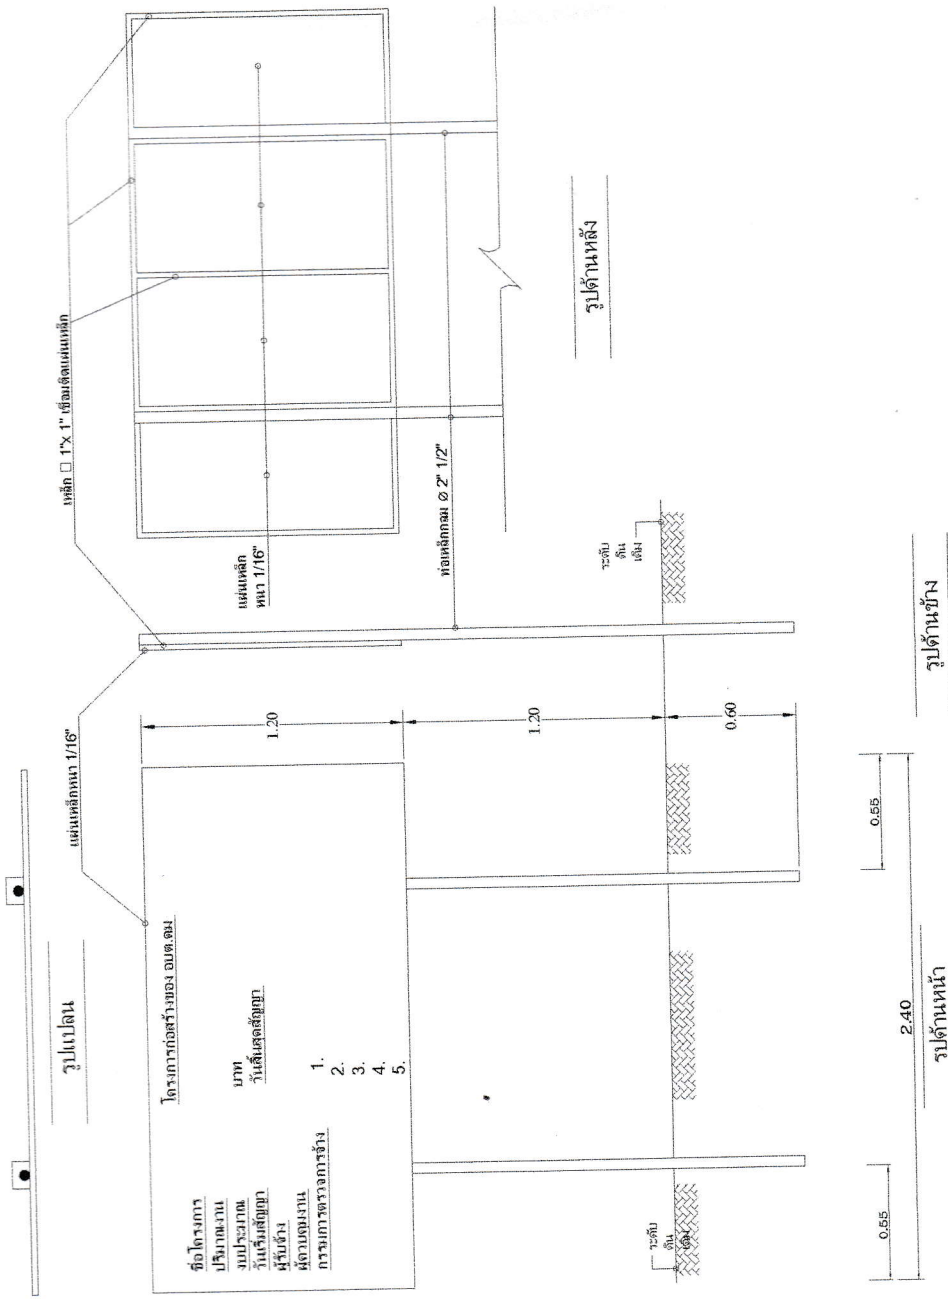 รูปแปลน
แผ่นเหล็กหนา 1/16"
เหล็ก □ 1"x 1" เชื่อมติดแผ่นเหล็ก
โครงการก่อสร้างของ อบต.ตม
ชื่อโครงการ
ปริมาณงาน
งบประมาณ
บาท
วันเริ่มสัญญา
วันสิ้นสุดสัญญา
ผู้รับจ้าง
ผู้ควบคุมงาน
กรรมการตรวจการจ้าง
1.
2.
3.
4.
5.
1.20
1.20
0.60
แผ่นเหล็ก
หนา 1/16"
ท่อเหล็กกลม ø 2" 1/2"
ระดับ
ดิน
เดิม
ระดับ
ดิน
เดิม
0.55
0.55
2.40
รูปด้านหน้า
รูปด้านข้าง
รูปด้านหลัง